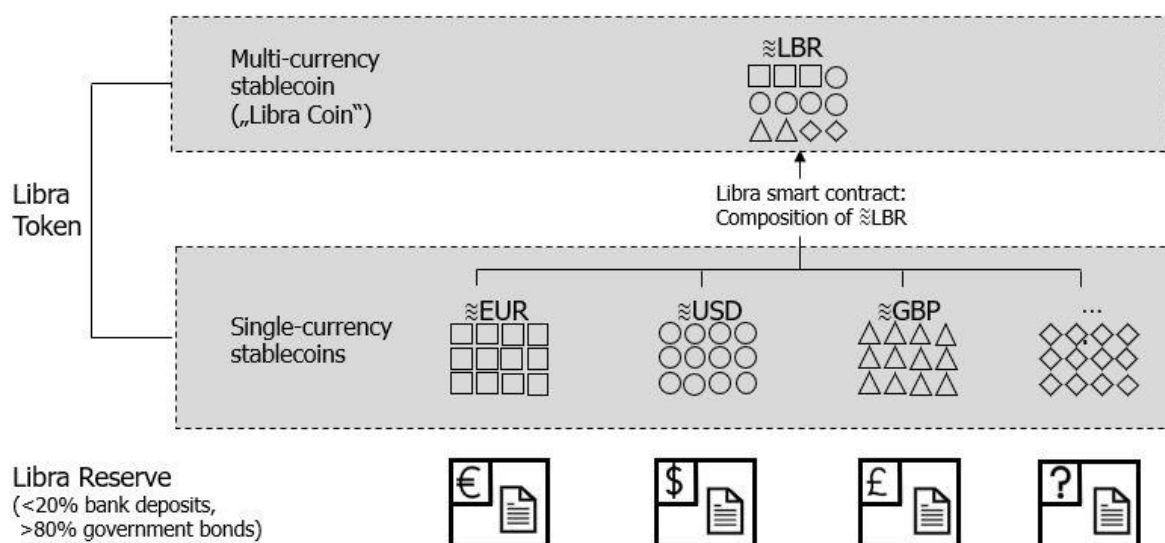 Multi-currency
stablecoin
(„Libra Coin“)
≋LBR
Libra
Token
Libra smart contract:
Composition of ≋LBR
Single-currency
stablecoins
≋EUR
≋USD
≋GBP
...
Libra Reserve
(<20% bank deposits,
>80% government bonds)
€
$
£
?